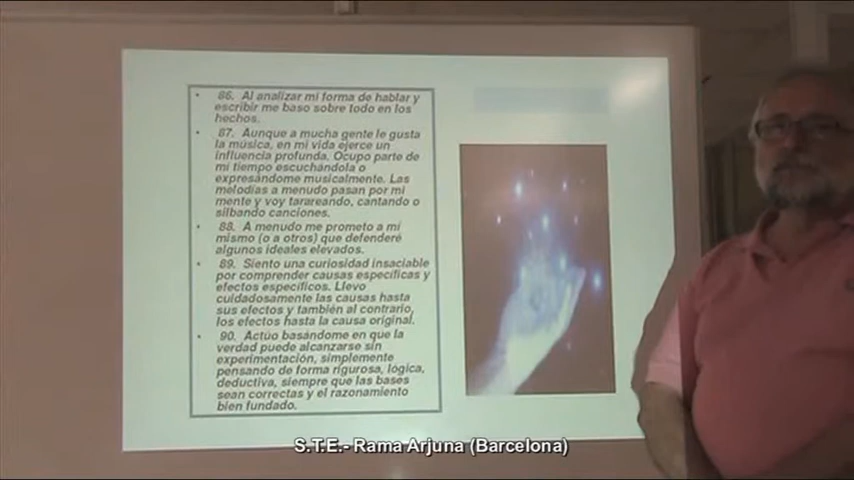 • 86. Al analizar mi forma de hablar y
escribir me baso sobre todo en los
hechos.
• 87. Aunque a mucha gente le gusta
la música, en mi vida ejerce un
influencia profunda. Ocupo parte de
mi tiempo escuchándola o
expresándome musicalmente. Las
melodías a menudo pasan por mi
mente y voy tarareando, cantando o
silbando canciones.
• 88. A menudo me prometo a mí
mismo (o a otros) que defenderé
algunos ideales elevados.
• 89. Siento una curiosidad insaciable
por comprender causas específicas y
efectos específicos. Llevo
cuidadosamente las causas hasta
sus efectos y también al contrario,
los efectos hasta la causa original.
• 90. Actúo basándome en que la
verdad puede alcanzarse sin
experimentación, simplemente
pensando de forma rigurosa, lógica,
deductiva, siempre que las bases
sean correctas y el razonamiento
bien fundado.
S.T.E.- Rama Arjuna (Barcelona)